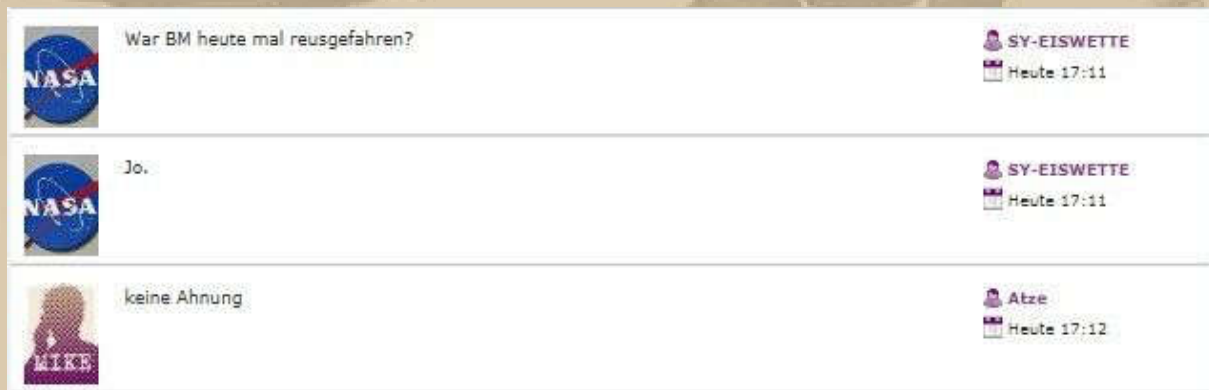 War BM heute mal reusgefahren?
SY-EISWETTE
Heute 17:11
NASA
Jo.
SY-EISWETTE
Heute 17:11
NASA
keine Ahnung
Atze
Heute 17:12
MIKE